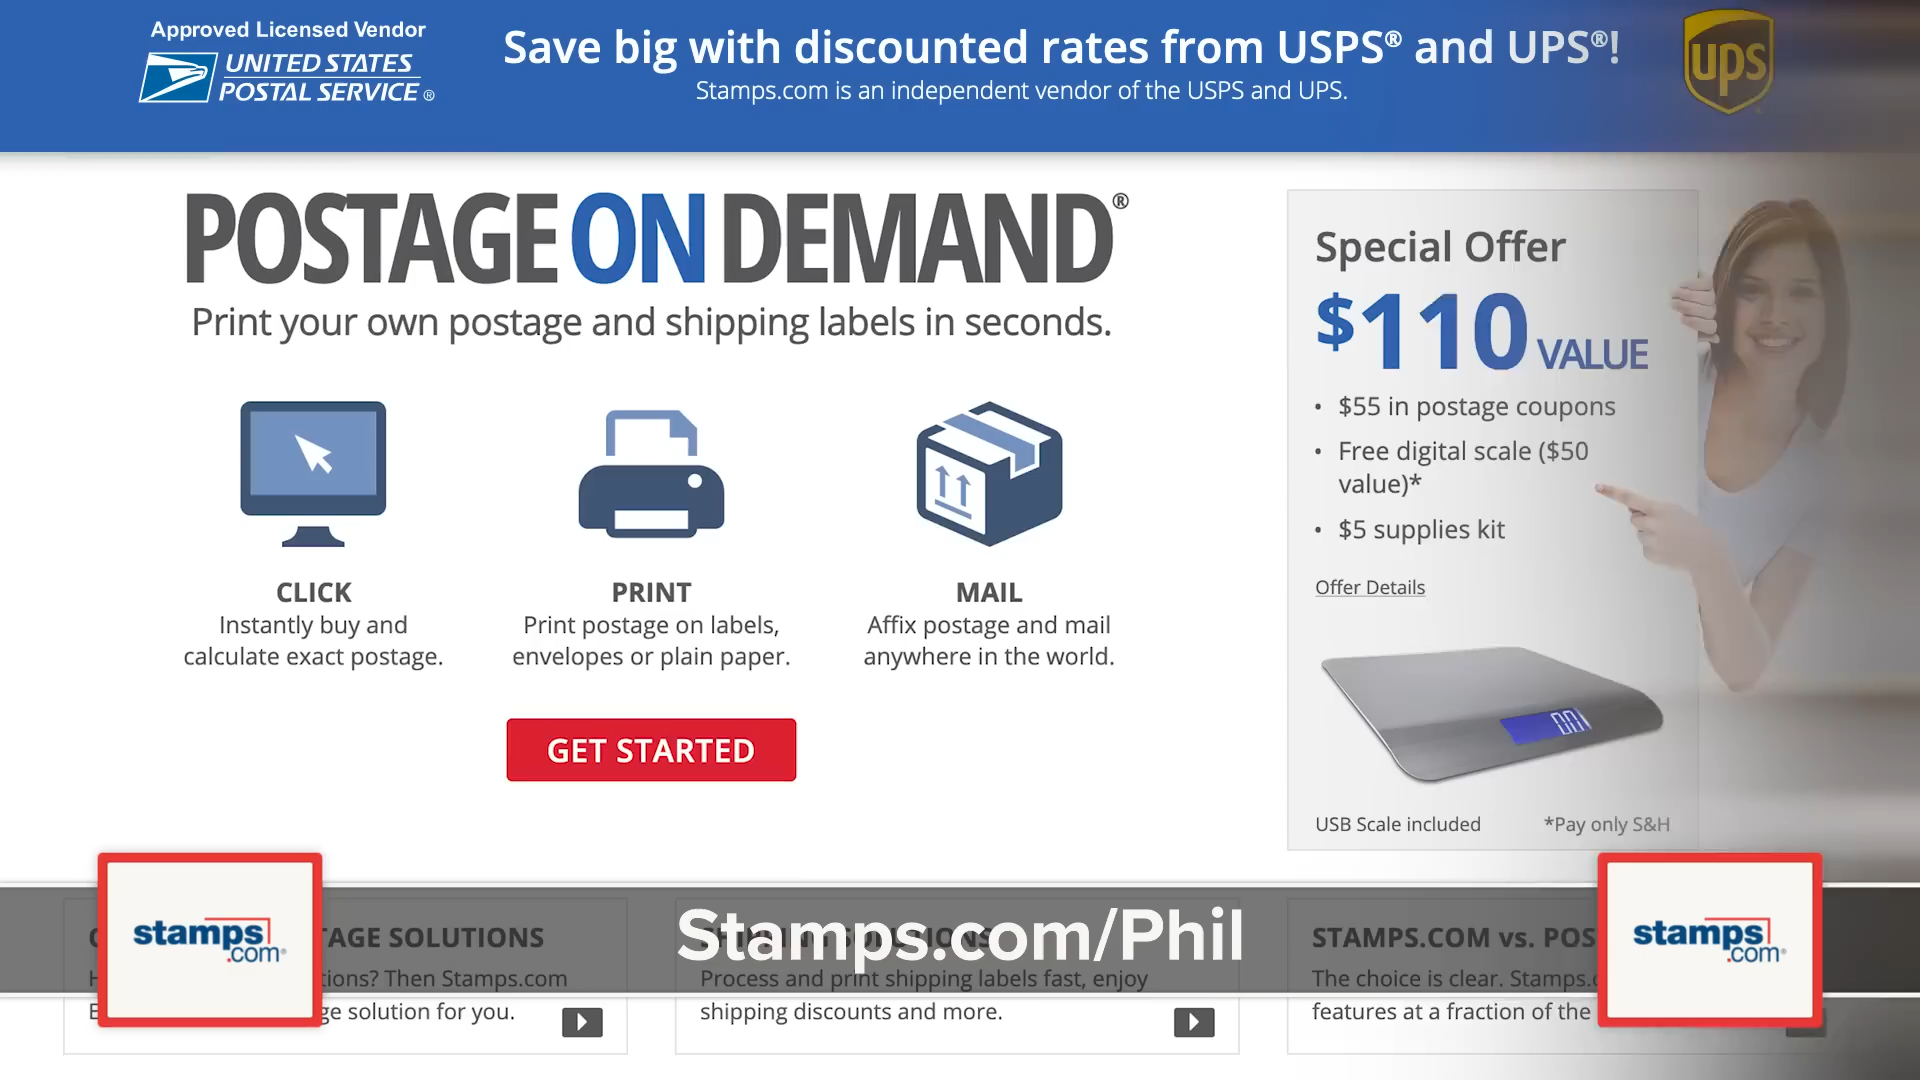 Approved Licensed Vendor
UNITED STATES
POSTAL SERVICE®
Save big with discounted rates from USPS® and UPS®!
Stamps.com is an independent vendor of the USPS and UPS.
ups
POSTAGE ON DEMAND®
Print your own postage and shipping labels in seconds.
CLICK
Instantly buy and
calculate exact postage.
PRINT
Print postage on labels,
envelopes or plain paper.
MAIL
Affix postage and mail
anywhere in the world.
GET STARTED
Special Offer
$110 VALUE
• $55 in postage coupons
• Free digital scale ($50
value)*
• $5 supplies kit
Offer Details
USB Scale included
*Pay only S&H
stamps
.com®
Stamps.com/Phil
stamps
.com®
SOLUTIONS
Then Stamps.com
solution for you.
Process and print shipping labels fast, enjoy
shipping discounts and more.
STAMPS.COM vs.
The choice is clear.
features at a fraction of the